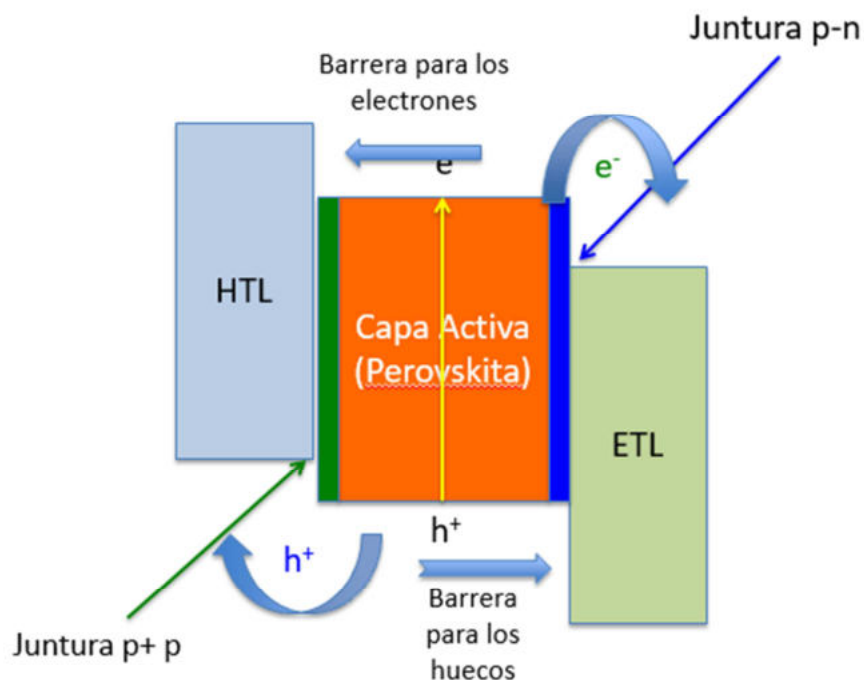 Juntura p-n
Barrera para los
electrones
e
e-
HTL
Capa Activa
(Perovskita)
ETL
h+
h+
Barrera
para los
huecos
Juntura p+ p